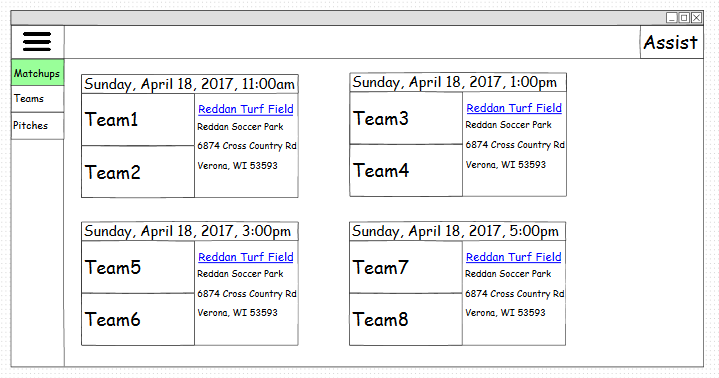 Assist
Matchups
Teams
Pitches
Sunday, April 18, 2017, 11:00am
Team1
Team2
Reddan Turf Field
Reddan Soccer Park
6874 Cross Country Rd
Verona, WI 53593
Sunday, April 18, 2017, 1:00pm
Team3
Team4
Reddan Turf Field
Reddan Soccer Park
6874 Cross Country Rd
Verona, WI 53593
Sunday, April 18, 2017, 3:00pm
Team5
Team6
Reddan Turf Field
Reddan Soccer Park
6874 Cross Country Rd
Verona, WI 53593
Sunday, April 18, 2017, 5:00pm
Team7
Team8
Reddan Turf Field
Reddan Soccer Park
6874 Cross Country Rd
Verona, WI 53593